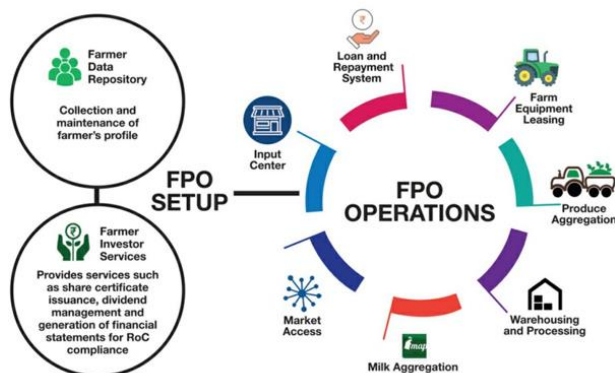 Farmer
Data
Repository
Collection and
maintenance of
farmer's profile
FPO
SETUP
Farmer
Investor
Services
Provides services such
as share certificate
issuance, dividend
management and
generation of financial
statements for RoC
compliance
Loan and
Repayment
System
Farm
Equipment
Leasing
Input
Center
FPO
OPERATIONS
Produce
Aggregation
Market
Access
Warehousing
and Processing
Milk Aggregation